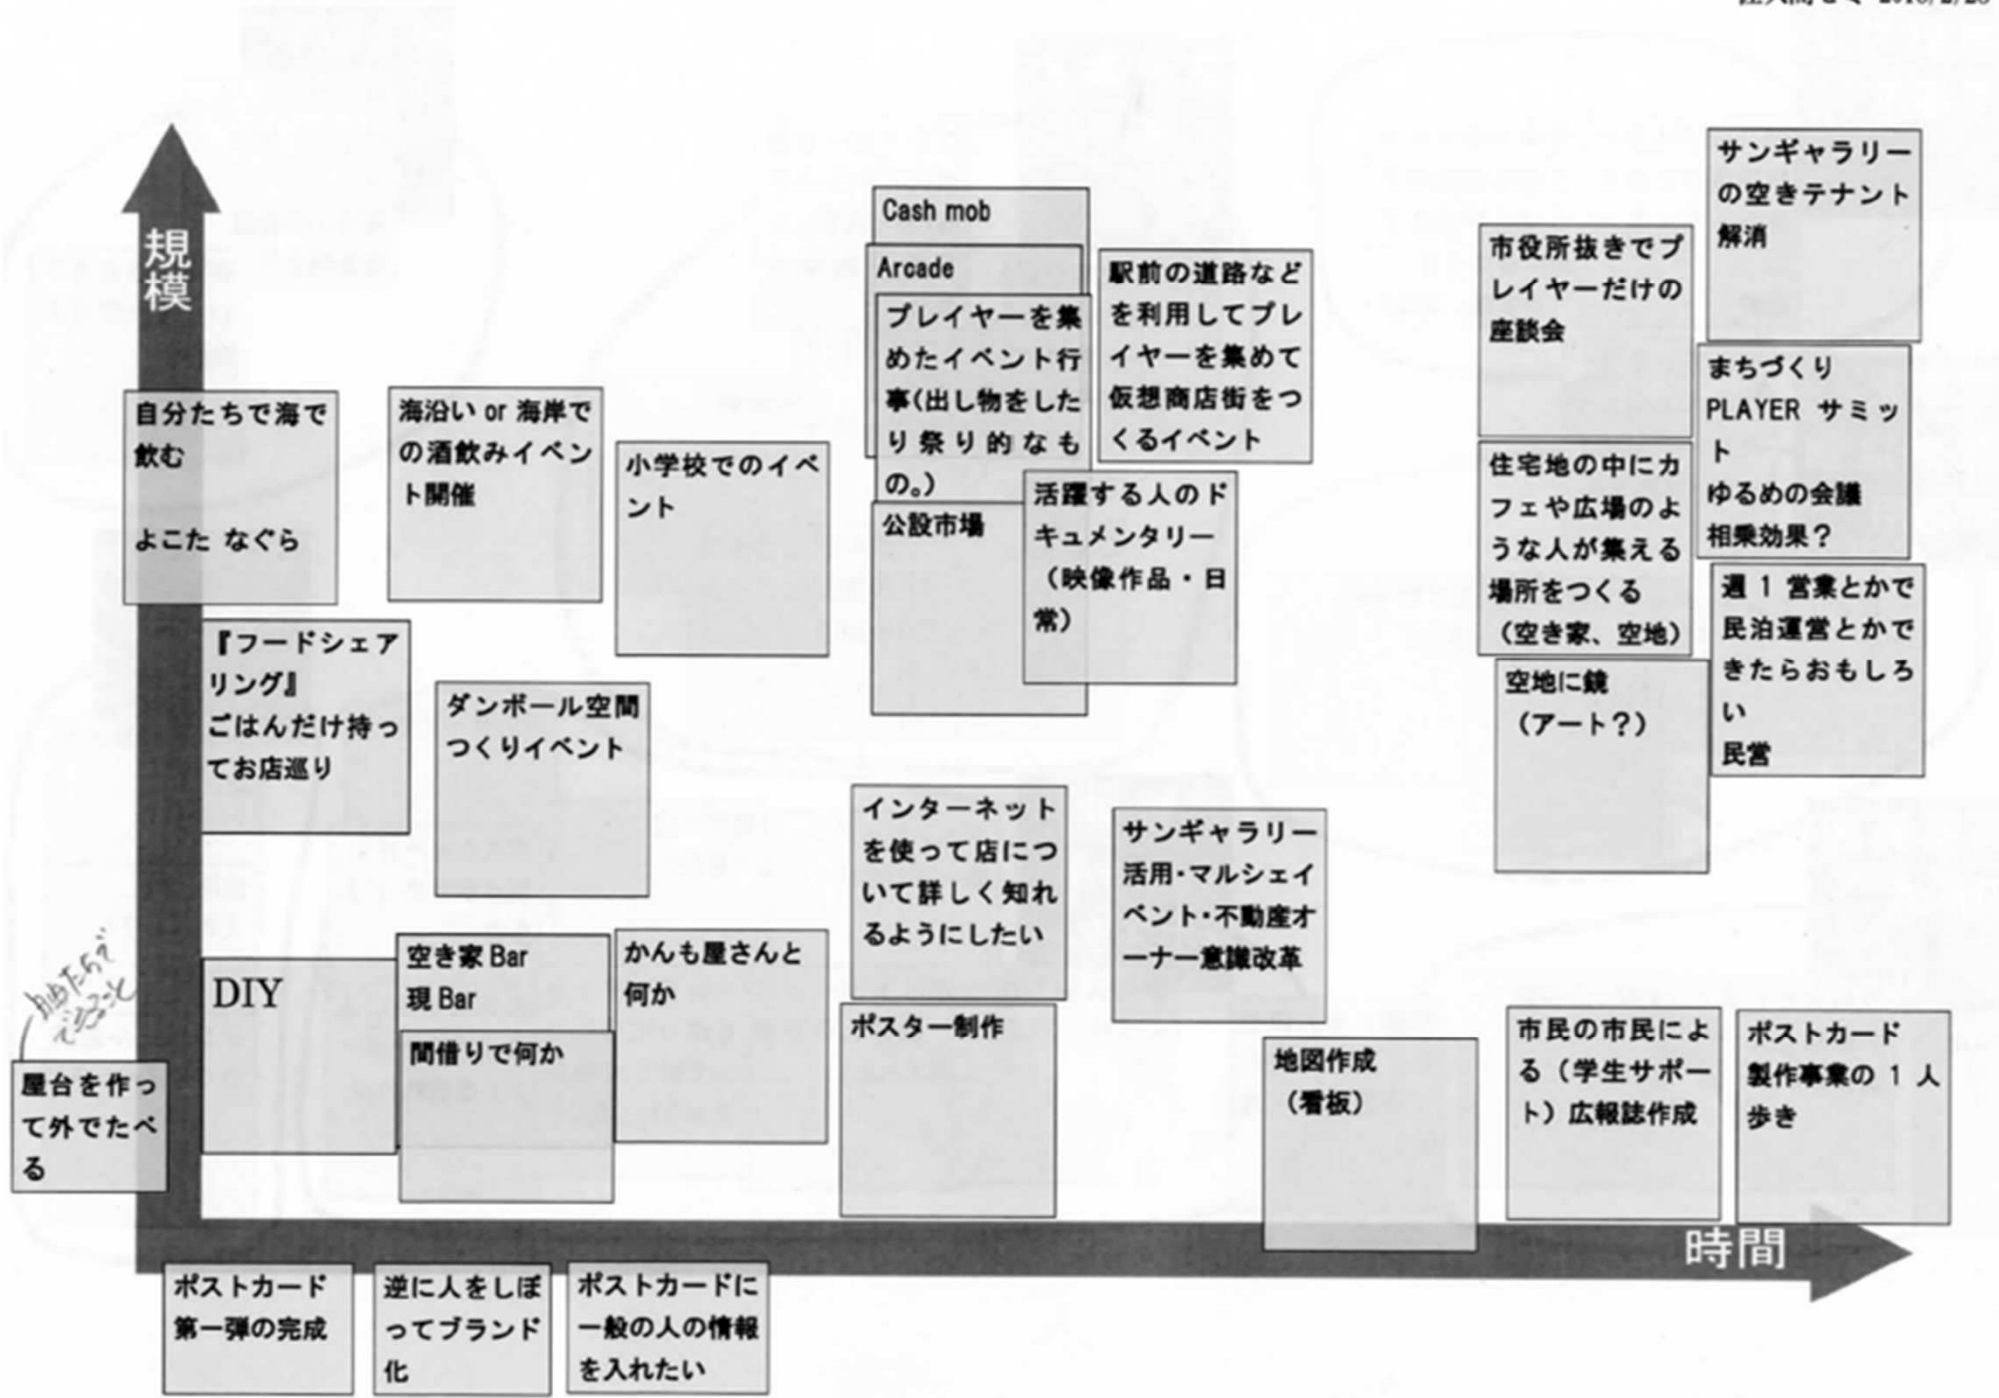 規
模
サンギャラリー
の空きテナント
解消
Cash mob
Arcade
プレイヤーを集
めたイベント行
事(出し物をした
り祭り的なも
の。)
駅前の道路など
を利用してプレ
イヤーを集めて
仮想商店街をつ
くるイベント
市役所抜きでプ
レイヤーだけの
座談会
まちづくり
PLAYER サミッ
ト
ゆるめの会議
相乗効果？
自分たちで海で
飲む
よこた なぐら
海沿い or 海岸で
の酒飲みイベン
ト開催
小学校でのイベ
ント
公設市場
活躍する人のド
キュメンタリー
（映像作品・日
常）
住宅地の中にカ
フェや広場のよ
うな人が集える
場所をつくる
（空き家、空地）
週 1 営業とかで
民泊運営とかで
きたらおもしろ
い
民営
『フードシェア
リング』
ごはんだけ持っ
てお店巡り
ダンボール空間
つくりイベント
空地に鏡
（アート？）
インターネット
を使って店につ
いて詳しく知れ
るようにしたい
サンギャラリー
活用・マルシェイ
ベント・不動産オ
ーナー意識改革
DIY
空き家 Bar
現 Bar
間借りで何か
かんも屋さんと
何か
ポスター制作
地図作成
（看板）
市民の市民によ
る（学生サポー
ト）広報誌作成
ポストカード
製作事業の 1 人
歩き
屋台を作っ
て外でたべ
る
時間
ポストカード
第一弾の完成
逆に人をしぼ
ってブランド
化
ポストカードに
一般の人の情報
を入れたい